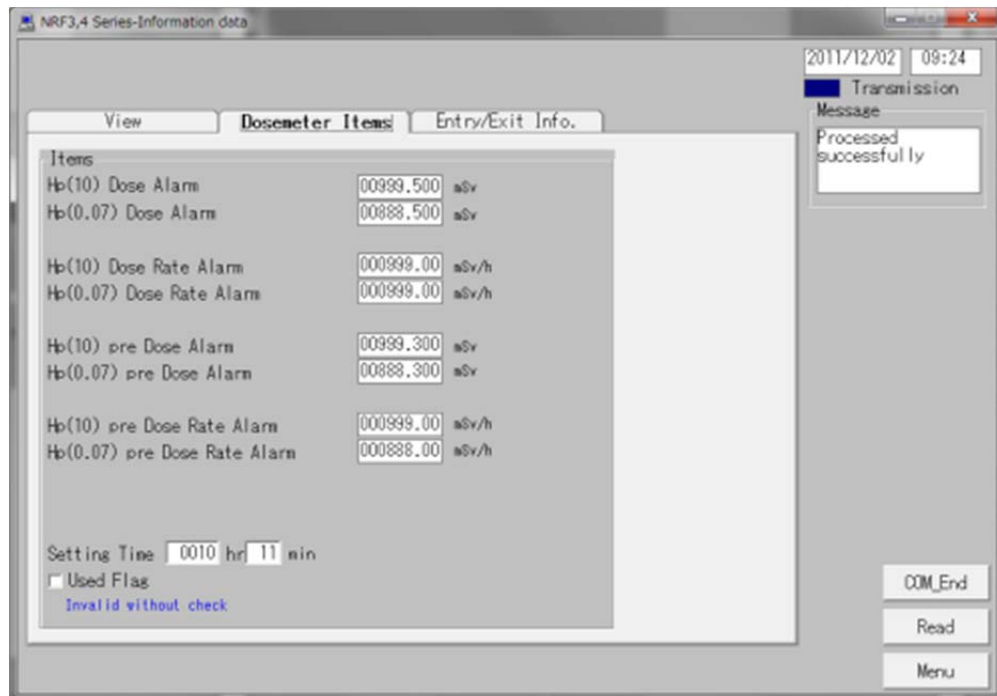 NRF3,4 Series-Information data
2011/12/02 09:24
Transmission
Message
Processed
successfully
View Dosemeter Items Entry/Exit Info.
Items
Hp(10) Dose Alarm 00999.500 mSv
Hp(0.07) Dose Alarm 00888.500 mSv
Hp(10) Dose Rate Alarm 000999.00 mSv/h
Hp(0.07) Dose Rate Alarm 000999.00 mSv/h
Hp(10) pre Dose Alarm 00999.300 mSv
Hp(0.07) pre Dose Alarm 00888.300 mSv
Hp(10) pre Dose Rate Alarm 000999.00 mSv/h
Hp(0.07) pre Dose Rate Alarm 000888.00 mSv/h
Setting Time 0010 hr 11 min
Used Flag
Invalid without check
COM_End
Read
Menu